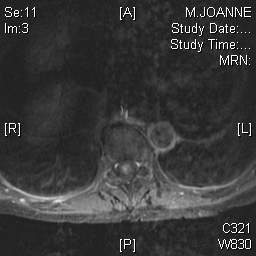 Se:11
Im:3
[A]
M.JOANNE
Study Date:...
Study Time:...
MRN:
[R]
[L]
[P]
C321
W830